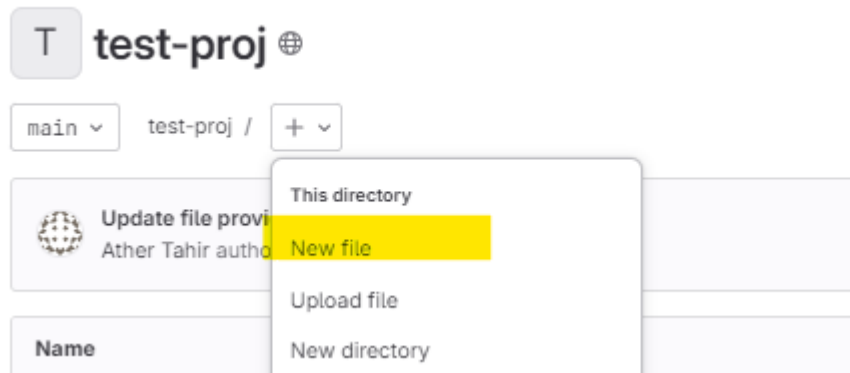 T test-proj
main test-proj / +
This directory
Update file provi
New file
Ather Tahir autho
Upload file
Name
New directory